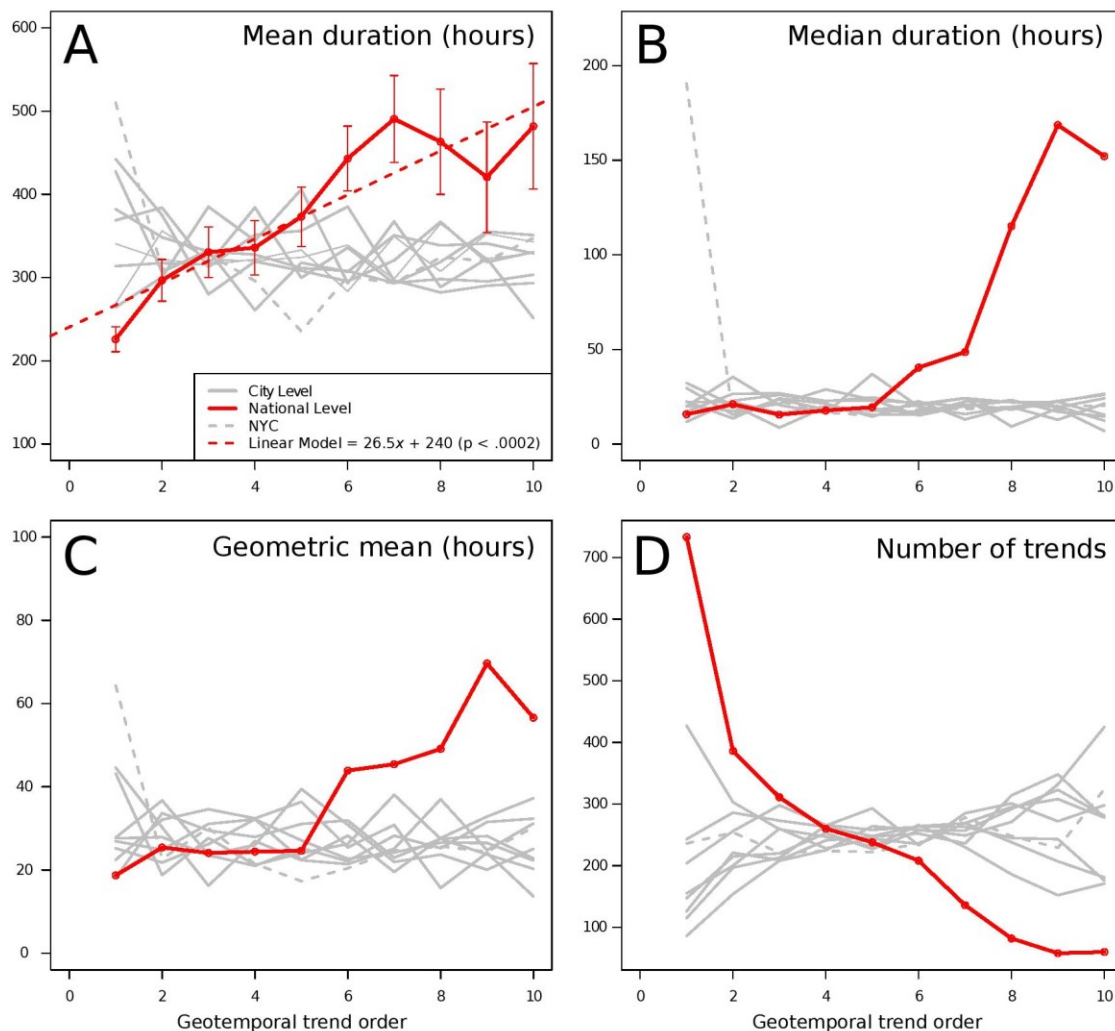 A
Mean duration (hours)
600
500
400
300
200
100
City Level
National Level
NYC
Linear Model = 26.5x + 240 (p < .0002)
0 2 4 6 8 10
B
Median duration (hours)
200
150
100
50
0
0 2 4 6 8 10
C
Geometric mean (hours)
100
80
60
40
20
0
0 2 4 6 8 10
Geotemporal trend order
D
Number of trends
700
600
500
400
300
200
100
0 2 4 6 8 10
Geotemporal trend order